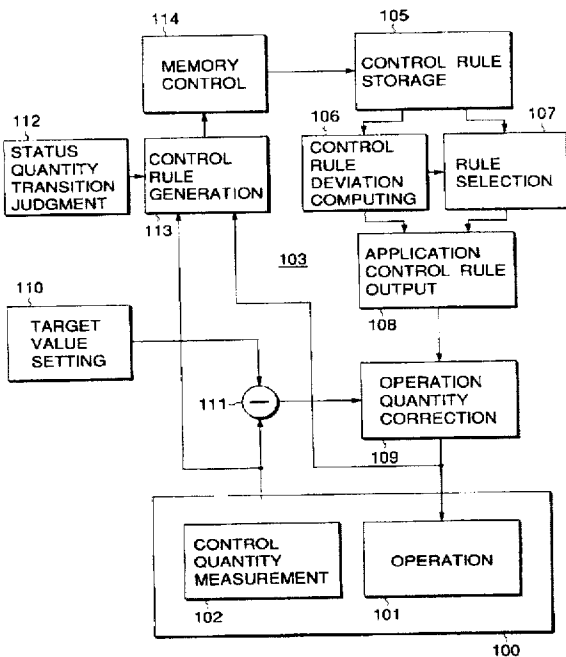 114
MEMORY
CONTROL
105
CONTROL RULE
STORAGE
112
STATUS
QUANTITY
TRANSITION
JUDGMENT
CONTROL
RULE
GENERATION
113
106
CONTROL
RULE
DEVIATION
COMPUTING
107
RULE
SELECTION
103
APPLICATION
CONTROL RULE
OUTPUT
108
110
TARGET
VALUE
SETTING
111
−
OPERATION
QUANTITY
CORRECTION
109
CONTROL
QUANTITY
MEASUREMENT
102
OPERATION
101
100